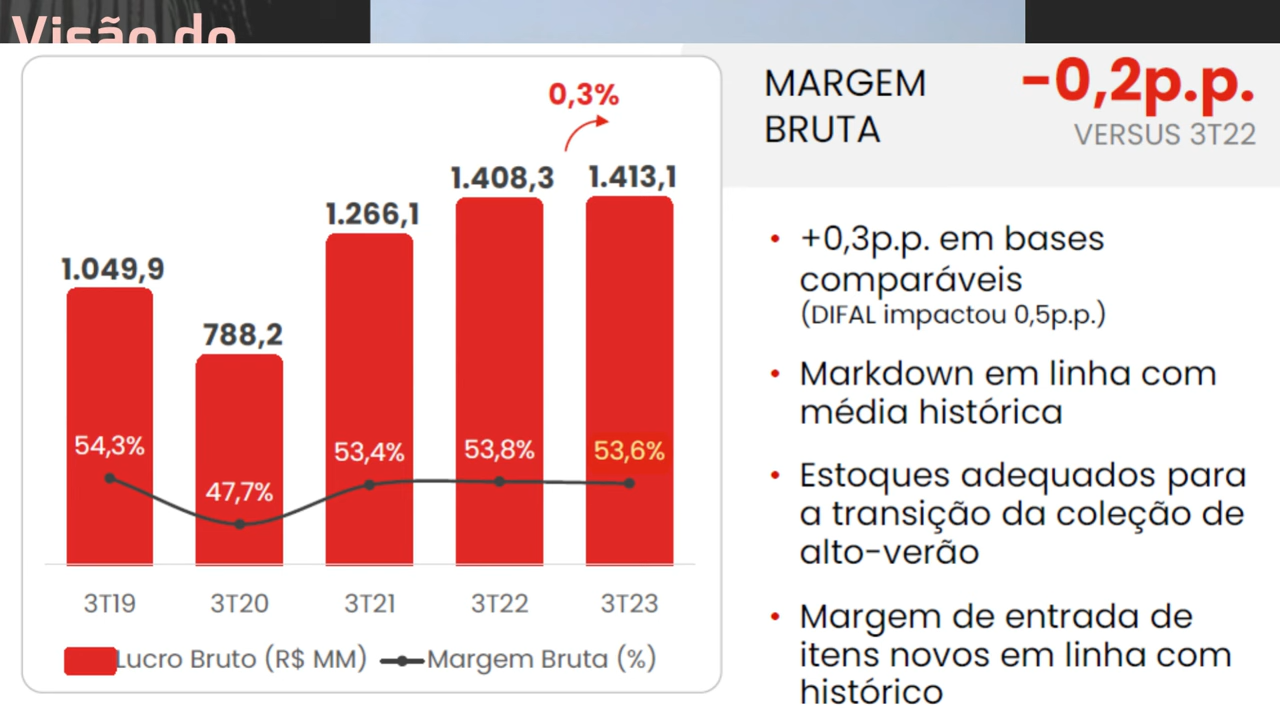 Visão do
0,3%
1.049,9
788,2
1.266,1
1.408,3
1.413,1
54,3%
47,7%
53,4%
53,8%
53,6%
3T19
3T20
3T21
3T22
3T23
Lucro Bruto (R$ MM)
Margem Bruta (%)
MARGEM
BRUTA
-0,2p.p.
VERSUS 3T22
• +0,3p.p. em bases
comparáveis
(DIFAL impactou 0,5p.p.)
• Markdown em linha com
média histórica
• Estoques adequados para
a transição da coleção de
alto-verão
• Margem de entrada de
itens novos em linha com
histórico